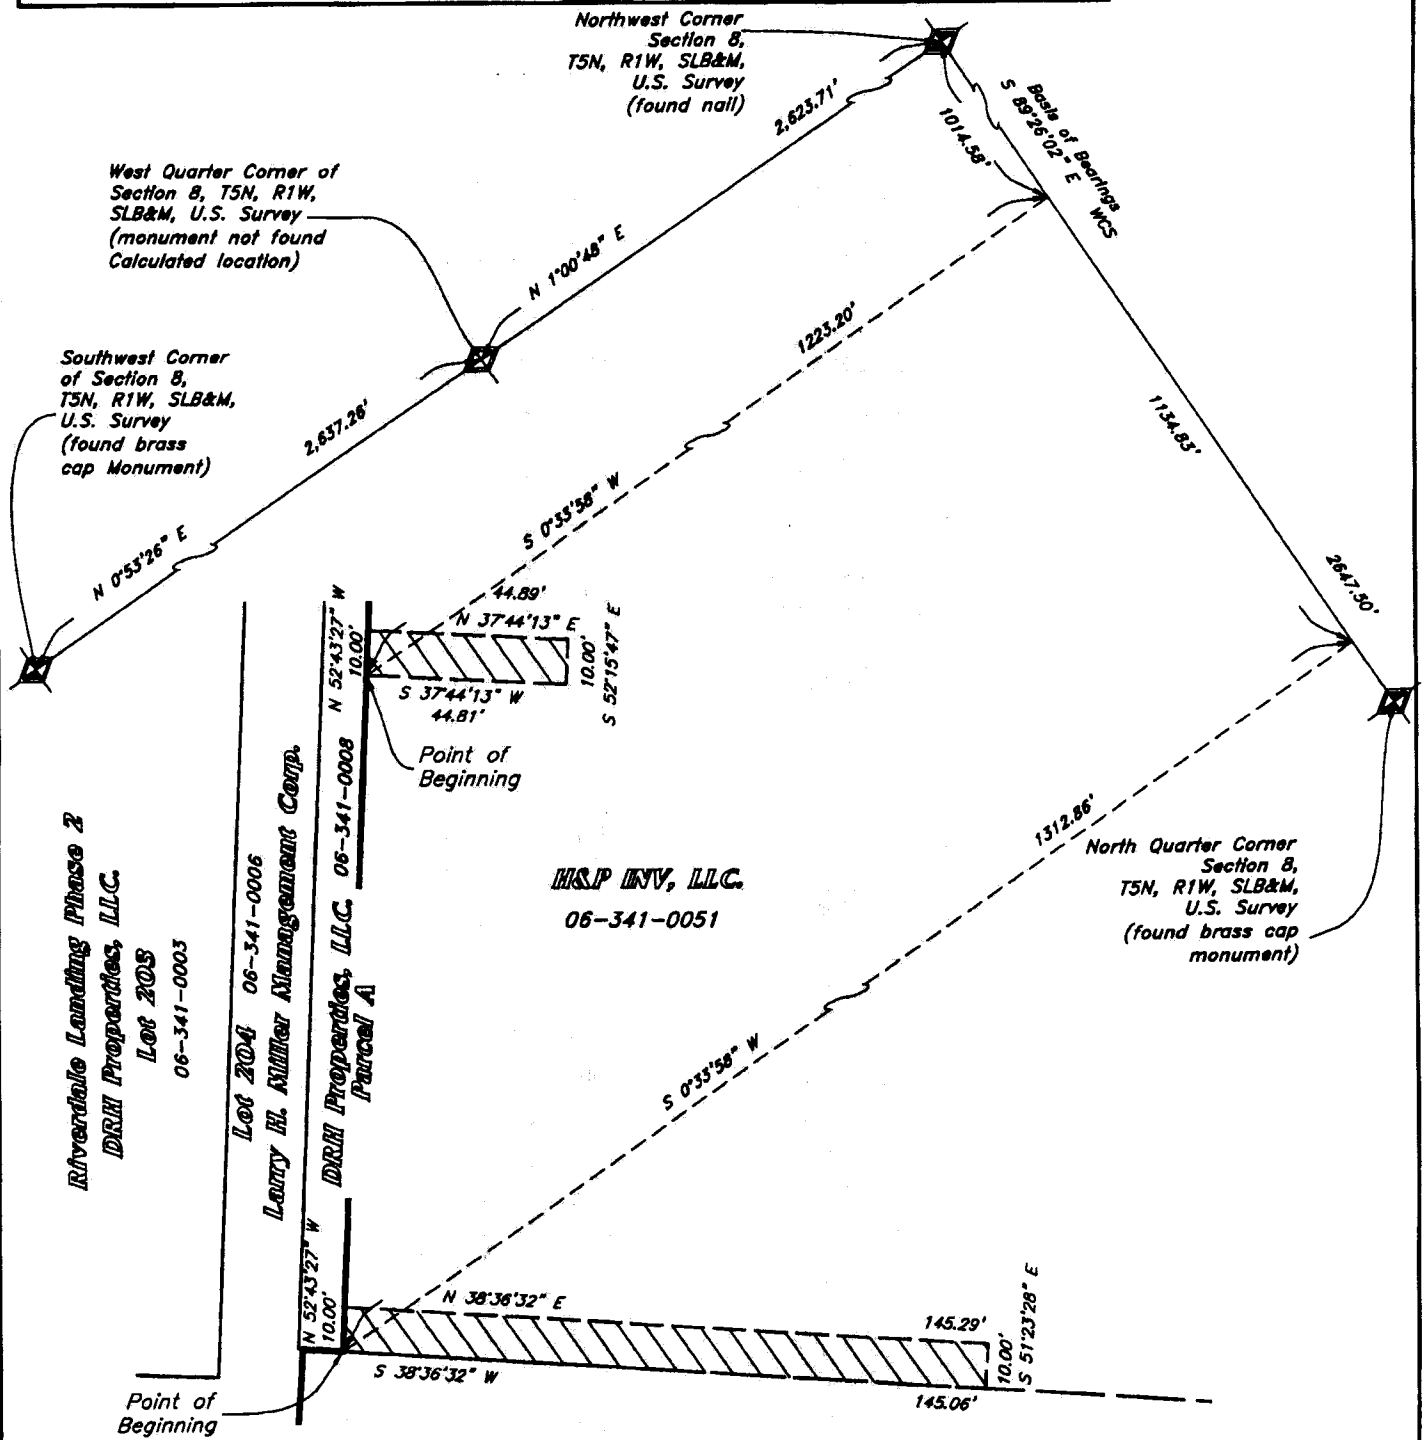 Northwest Corner
Section 8,
T5N, R1W, SLB&M,
U.S. Survey
(found nail)
2,623.71'
1014.58'
Basis of Bearings
S 89°26'02" E
WCS
West Quarter Corner of
Section 8, T5N, R1W,
SLB&M, U.S. Survey
(monument not found
Calculated location)
N 1°00'48" E
1223.20'
Southwest Corner
of Section 8,
T5N, R1W, SLB&M,
U.S. Survey
(found brass
cap Monument)
2,637.26'
1134.83'
S 0°33'58" W
N 0°53'26" E
2647.50'
44.89'
N 37°44'13" E
N 52°43'27" W
10.00'
10.00'
S 52°15'47" E
S 37°44'13" W
44.81'
Point of
Beginning
1312.86'
North Quarter Corner
Section 8,
T5N, R1W, SLB&M,
U.S. Survey
(found brass cap
monument)
H&P INV, LLC.
06-341-0051
Riverdale Landing Phase 2
DRH Properties, LLC.
Lot 203
06-341-0003
Lot 204 06-341-0006
Larry H. Miller Management Corp.
DRH Properties, LLC. 06-341-0008
Parcel A
S 0°33'58" W
N 52°43'27" W
10.00'
N 38°36'32" E
145.29'
10.00'
S 51°23'28" E
S 38°36'32" W
145.06'
Point of
Beginning